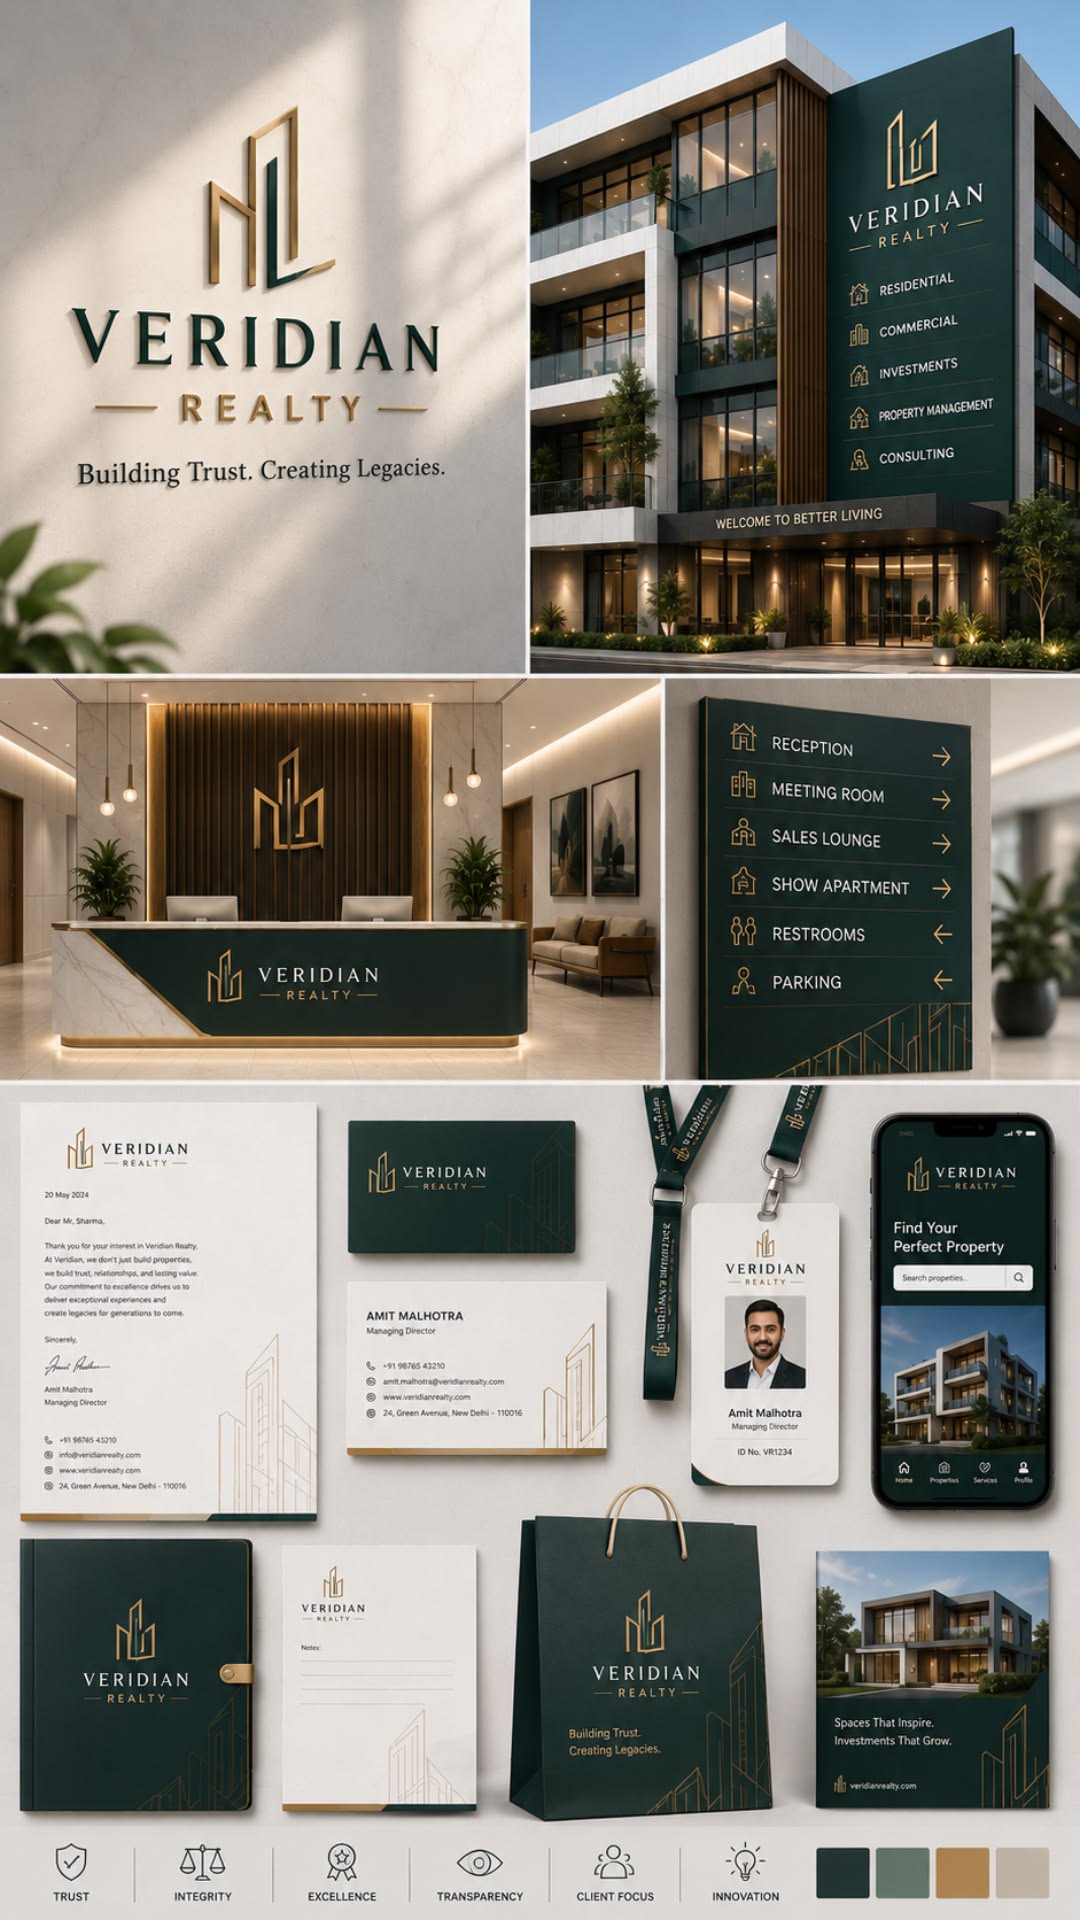 VERIDIAN
REALTY
Building Trust. Creating Legacies.
VERIDIAN
REALTY
RESIDENTIAL
COMMERCIAL
INVESTMENTS
PROPERTY MANAGEMENT
CONSULTING
WELCOME TO BETTER LIVING
VERIDIAN
REALTY
RECEPTION
MEETING ROOM
SALES LOUNGE
SHOW APARTMENT
RESTROOMS
PARKING
VERIDIAN
REALTY
20 May 2024
Dear Mr, Sharma,
Thank you for your interest in Veridian Realty.
At Veridian, we don't just build properties,
we build trust, relationships, and lasting value.
Our commitment to excellence drives us to
deliver exceptional experiences and
create legacies for generations to come.
Sincerely,
Amit Malhotra
Managing Director
+91 98765 43210
info@veridianrealty.com
www.veridianrealty.com
24, Green Avenue, New Delhi - 110016
VERIDIAN
REALTY
AMIT MALHOTRA
Managing Director
+91 98765 43210
amit.malhotra@veridianrealty.com
www.veridianrealty.com
24, Green Avenue, New Delhi - 110016
VERIDIAN
REALTY
Amit Malhotra
Managing Director
ID No. VR1234
VERIDIAN
REALTY
Find Your
Perfect Property
Search properties..
Home
Properties
Services
Profile
VERIDIAN
REALTY
VERIDIAN
REALTY
Notes:
VERIDIAN
REALTY
Building Trust.
Creating Legacies.
Spaces That Inspire.
Investments That Grow.
veridianrealty.com
TRUST
INTEGRITY
EXCELLENCE
TRANSPARENCY
CLIENT FOCUS
INNOVATION